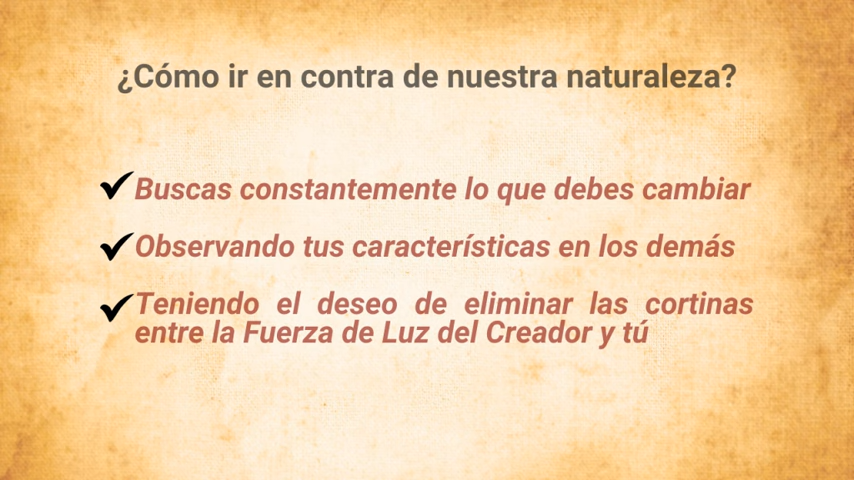 ¿Cómo ir en contra de nuestra naturaleza?
Buscas constantemente lo que debes cambiar
Observando tus características en los demás
Teniendo el deseo de eliminar las cortinas
entre la Fuerza de Luz del Creador y tú